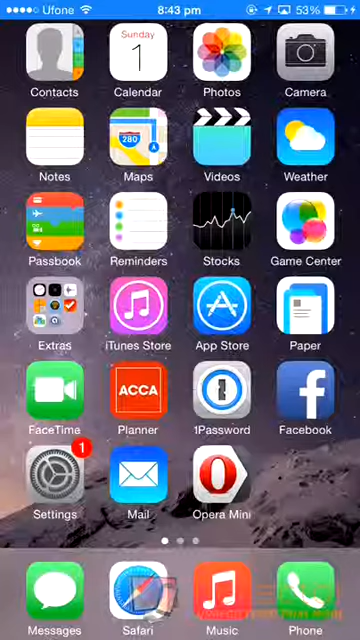 Ufone 8:43 pm 53%
Sunday
1
Contacts Calendar Photos Camera
280
Notes Maps Videos Weather
Passbook Reminders Stocks Game Center
Extras iTunes Store App Store Paper
ACCA
FaceTime Planner 1Password Facebook
1
Settings Mail Opera Mini
Messages Safari Music Phone